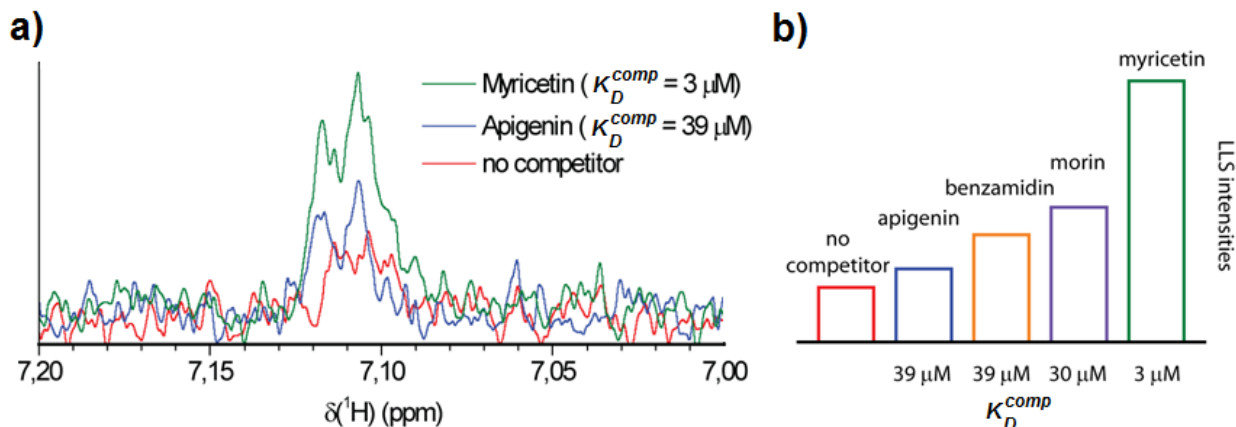 a)
Myricetin ( K_D^comp = 3 μM)
Apigenin ( K_D^comp = 39 μM)
no competitor
7,20 7,15 7,10 7,05 7,00
δ(¹H) (ppm)
b)
myricetin
morin
benzamidin
apigenin
no
competitor
LLS intensities
39 μM 39 μM 30 μM 3 μM
K_D^comp